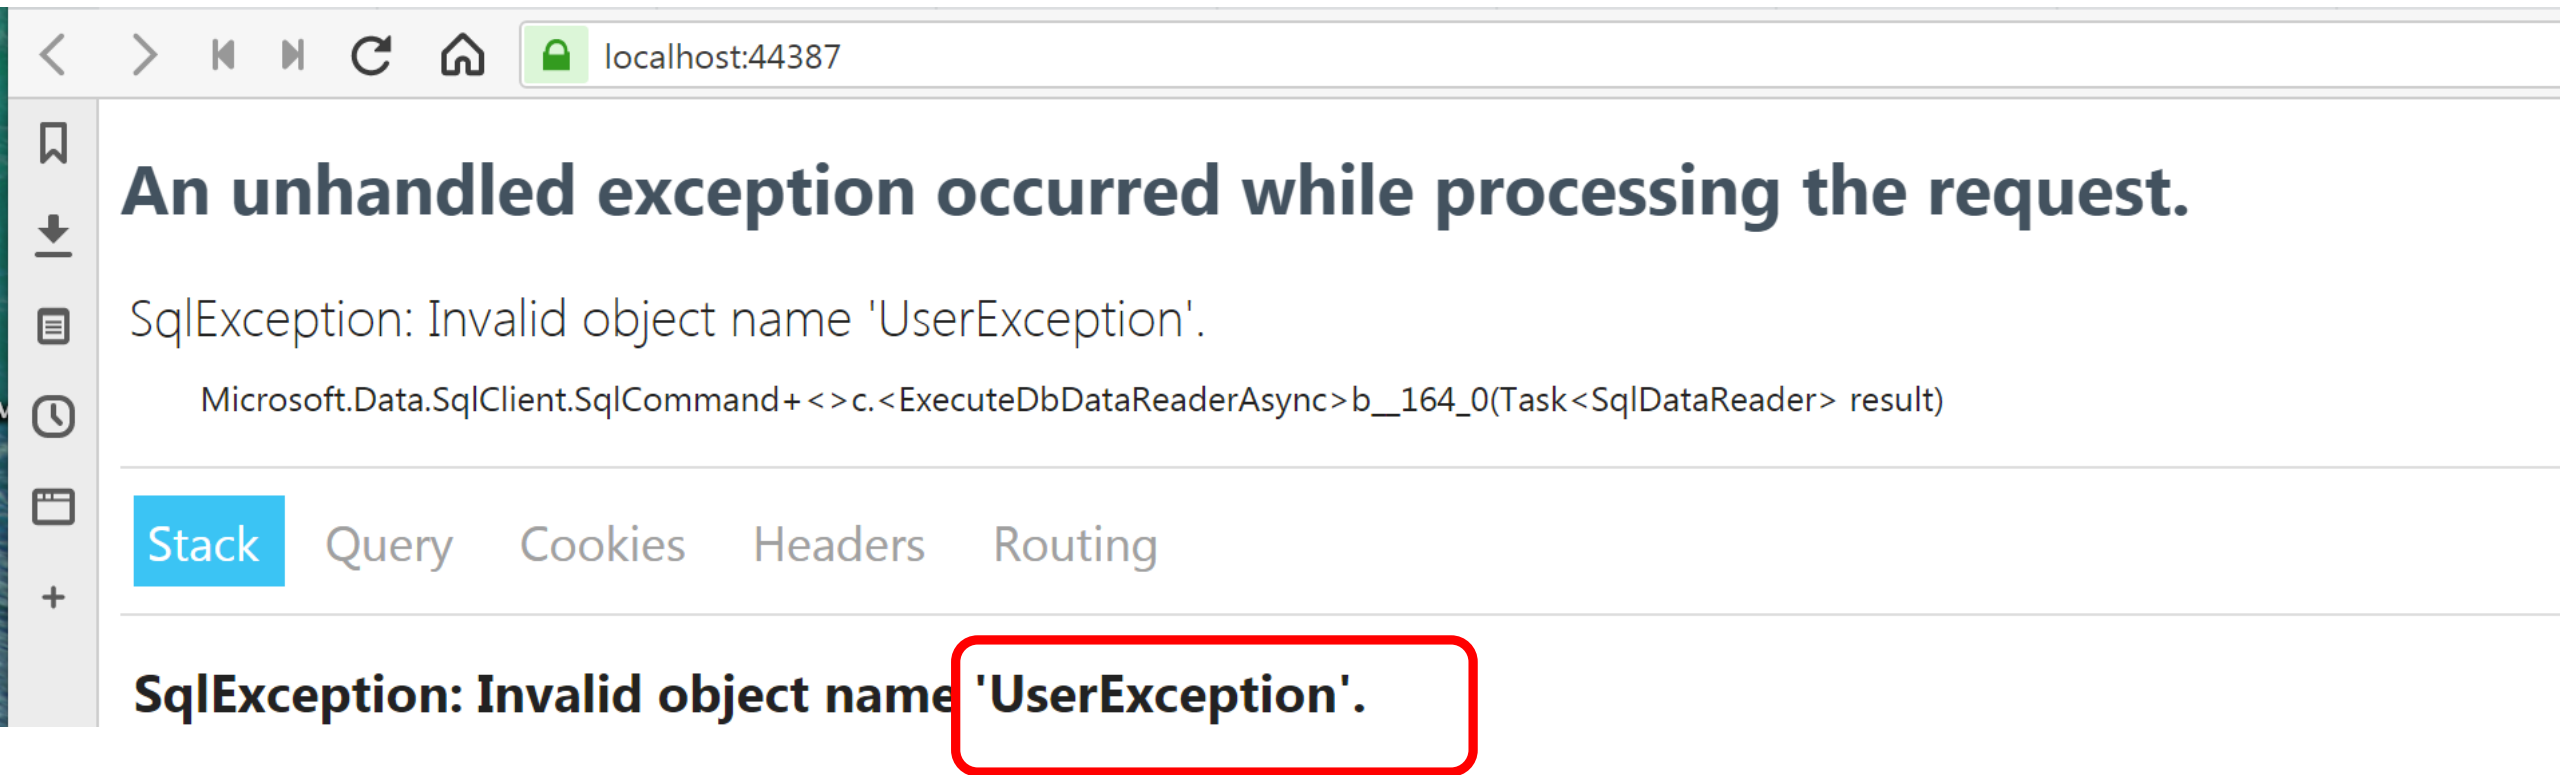 localhost:44387
An unhandled exception occurred while processing the request.
SqlException: Invalid object name 'UserException'.
Microsoft.Data.SqlClient.SqlCommand+<>c.<ExecuteDbDataReaderAsync>b__164_0(Task<SqlDataReader> result)
Stack Query Cookies Headers Routing
SqlException: Invalid object name 'UserException'.